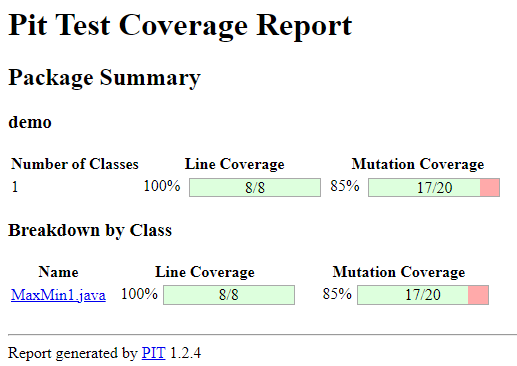 Pit Test Coverage Report
Package Summary
demo
Number of Classes Line Coverage Mutation Coverage
1 100% 8/8 85% 17/20
Breakdown by Class
Name Line Coverage Mutation Coverage
MaxMin1.java 100% 8/8 85% 17/20
Report generated by PIT 1.2.4